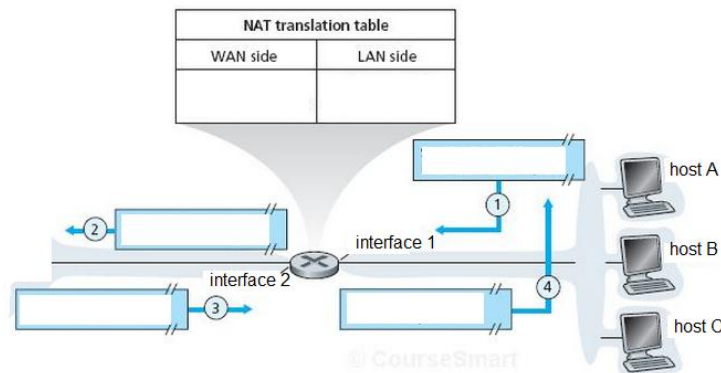 NAT translation table
WAN side
LAN side
host A
1
2
interface 1
host B
interface 2
4
3
host C
© CourseSmart